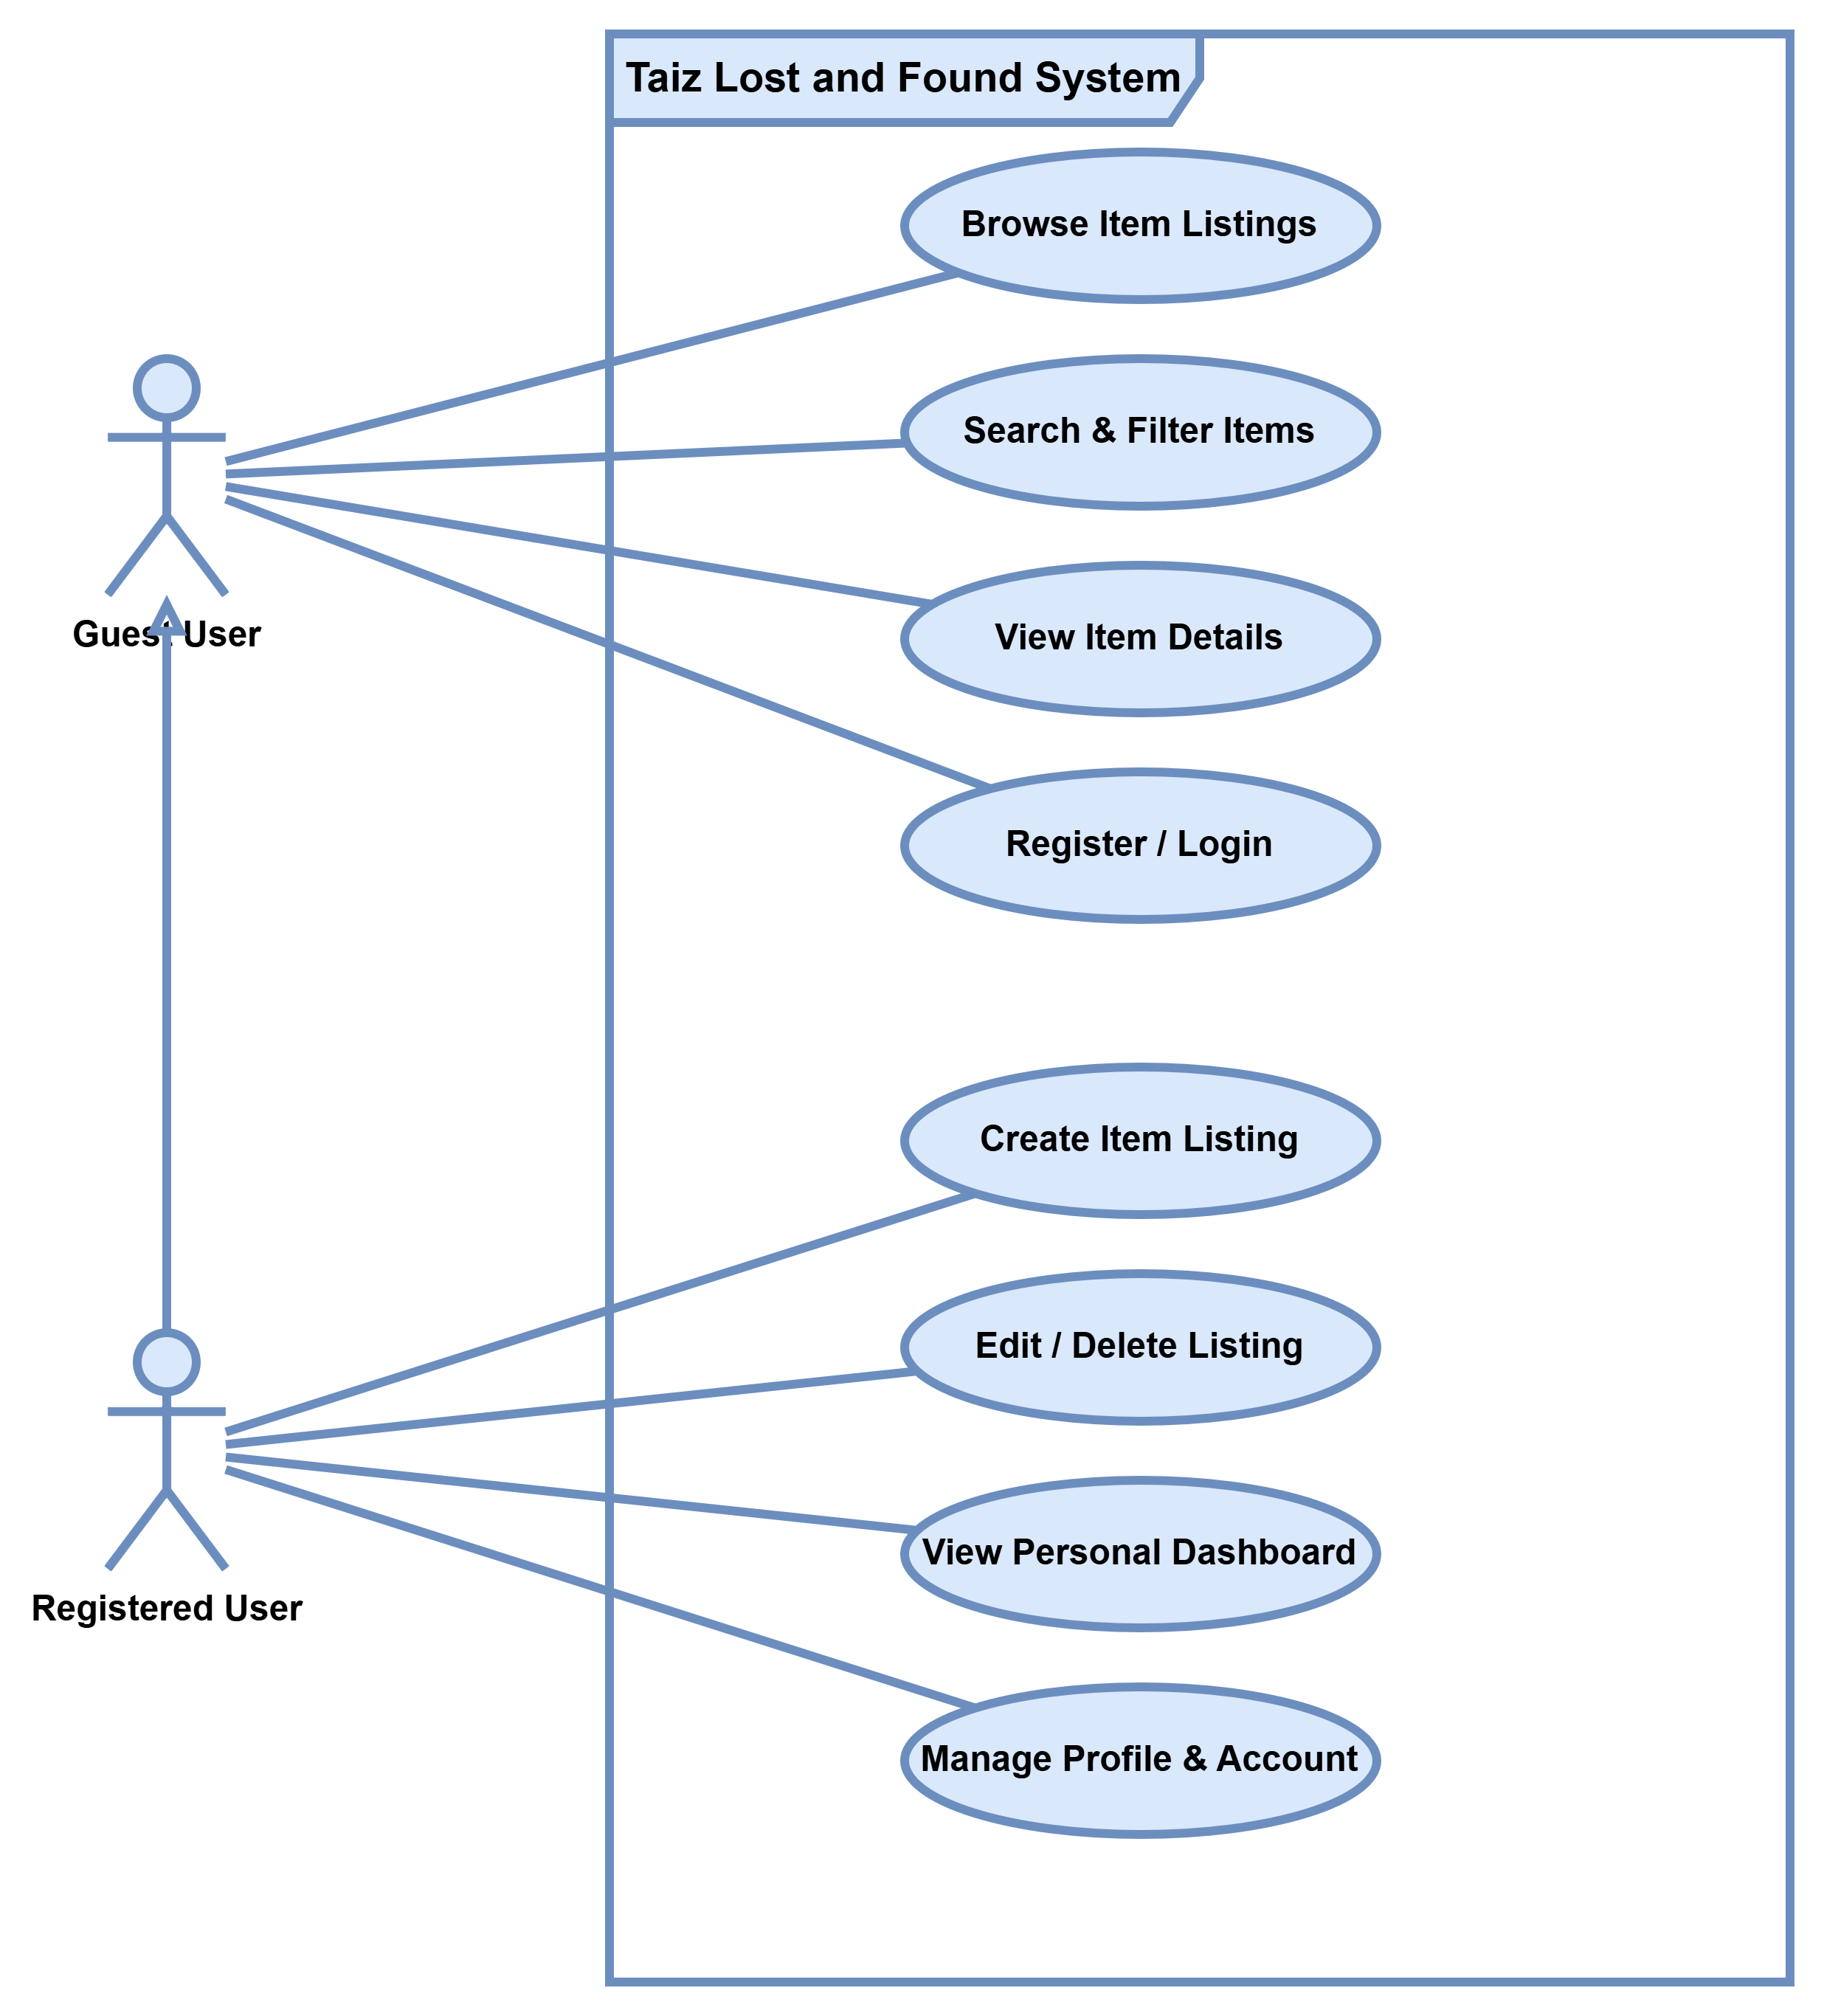 Taiz Lost and Found System
Browse Item Listings
Search & Filter Items
View Item Details
Guest User
Register / Login
Create Item Listing
Edit / Delete Listing
View Personal Dashboard
Registered User
Manage Profile & Account